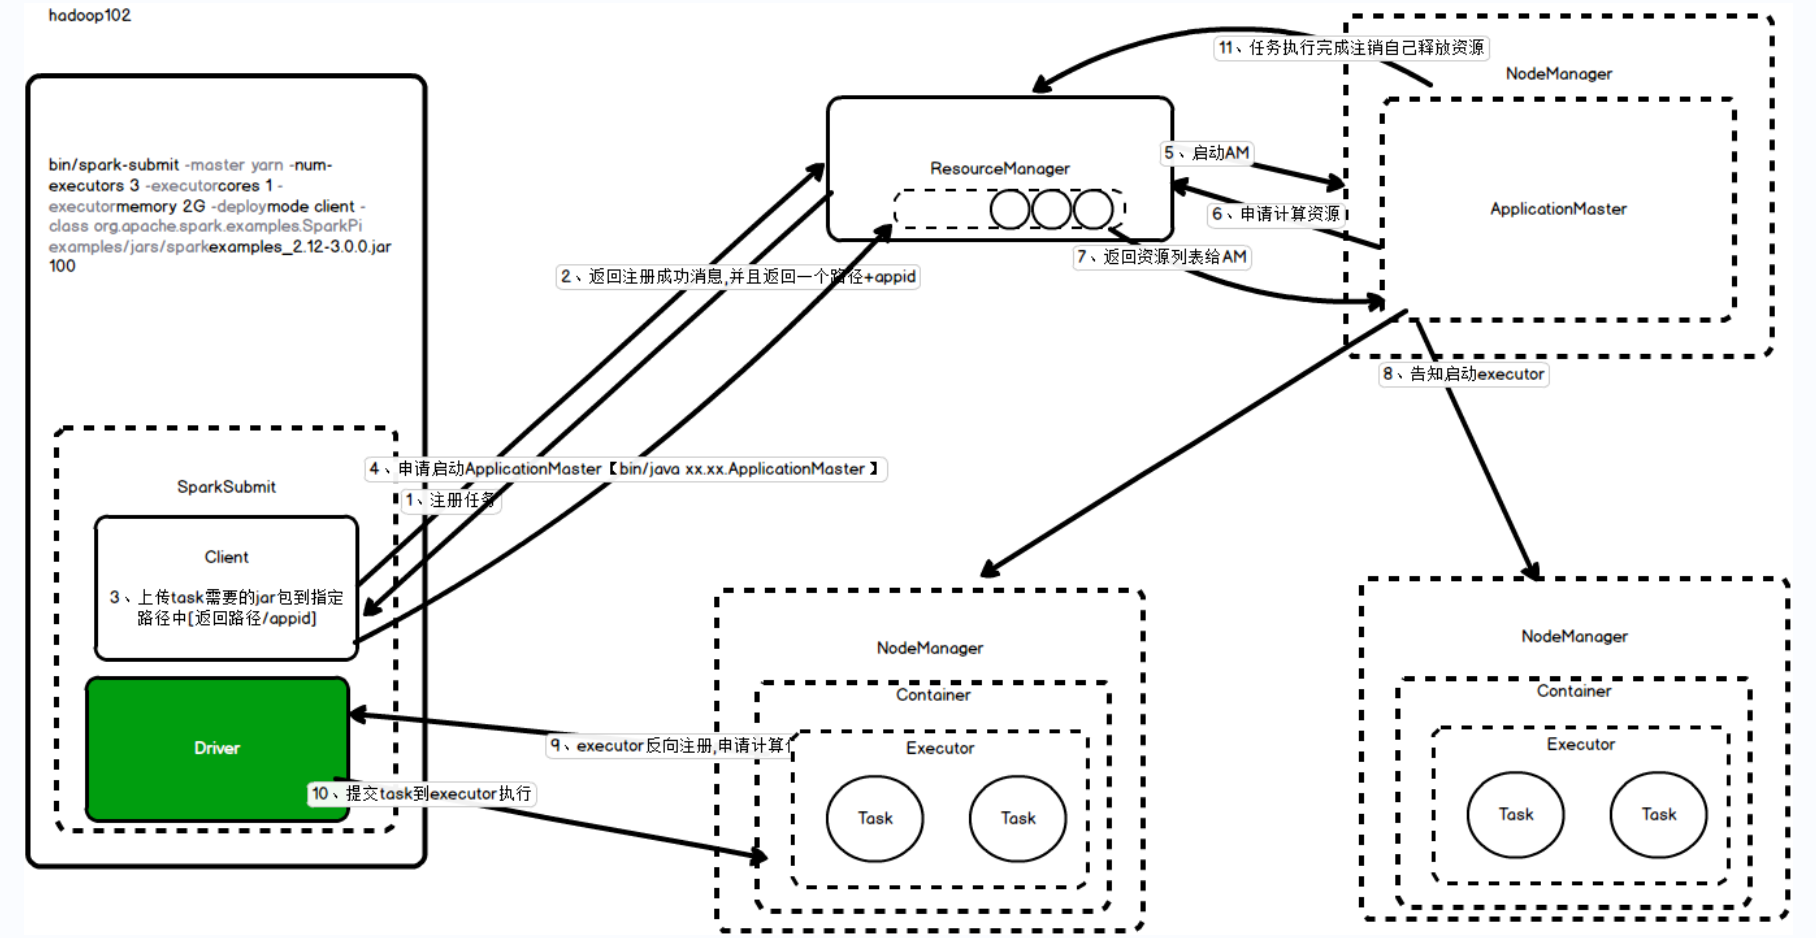 hadoop102
bin/spark-submit -master yarn -num-
executors 3 -executorcores 1 -
executormemory 2G -deploymode client -
class org.apache.spark.examples.SparkPi
examples/jars/sparkexamples_2.12-3.0.0.jar
100
SparkSubmit
Client
3、上传task需要的jar包到指定
路径中[返回路径/appid]
Driver
1、注册任务
2、返回注册成功消息,并且返回一个路径+appid
4、申请启动ApplicationMaster【bin/java xx.xx.ApplicationMaster】
ResourceManager
5、启动AM
6、申请计算资源
7、返回资源列表给AM
11、任务执行完成注销自己释放资源
NodeManager
ApplicationMaster
8、告知启动executor
9、executor反向注册,申请计算
10、提交task到executor执行
NodeManager
Container
Executor
Task
Task
NodeManager
Container
Executor
Task
Task